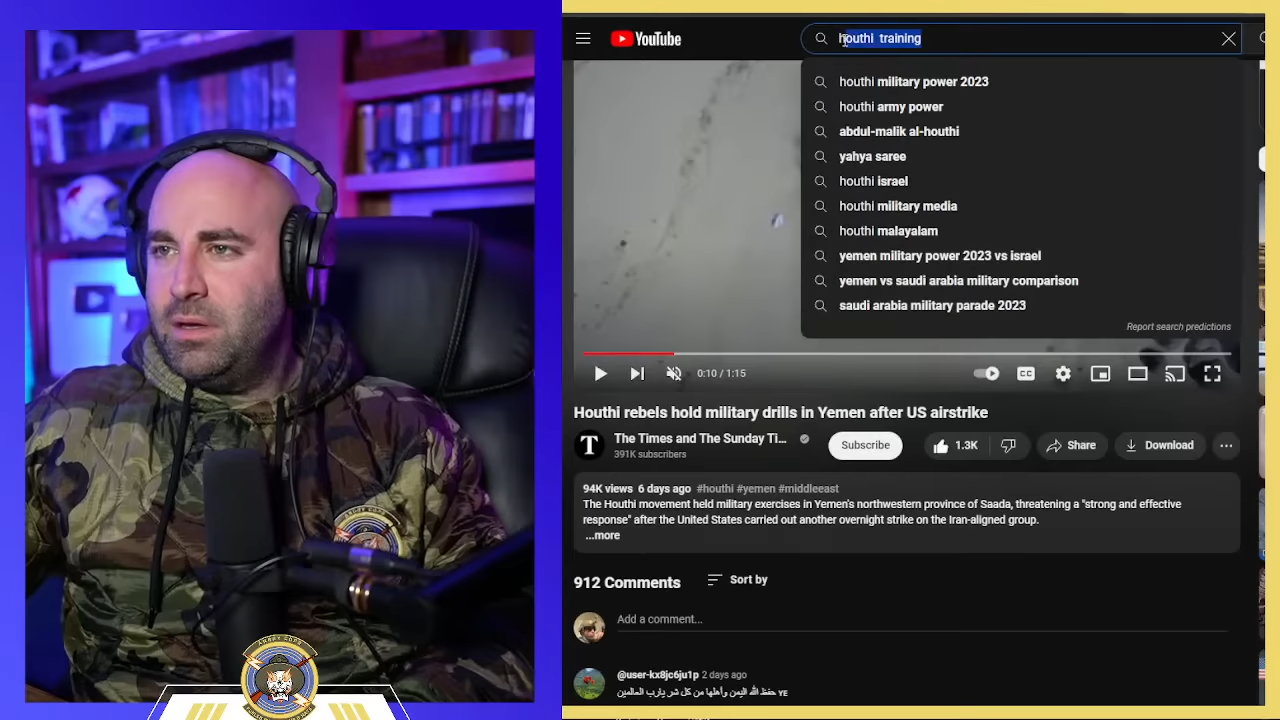 YouTube
houthi  training
houthi military power 2023
houthi army power
abdul-malik al-houthi
yahya saree
houthi israel
houthi military media
houthi malayalam
yemen military power 2023 vs israel
yemen vs saudi arabia military comparison
saudi arabia military parade 2023
Report search predictions
0:10 / 1:15
CC
Houthi rebels hold military drills in Yemen after US airstrike
T
The Times and The Sunday Ti...
391K subscribers
Subscribe
1.3K
Share
Download
94K views 6 days ago #houthi #yemen #middleeast
The Houthi movement held military exercises in Yemen's northwestern province of Saada, threatening a "strong and effective
response" after the United States carried out another overnight strike on the Iran-aligned group.
...more
912 Comments
Sort by
Add a comment...
@user-kx8jc6ju1p 2 days ago
حفظ الله اليمن وأهلها من كل شر يارب العالمين YE
ANGRY COPS